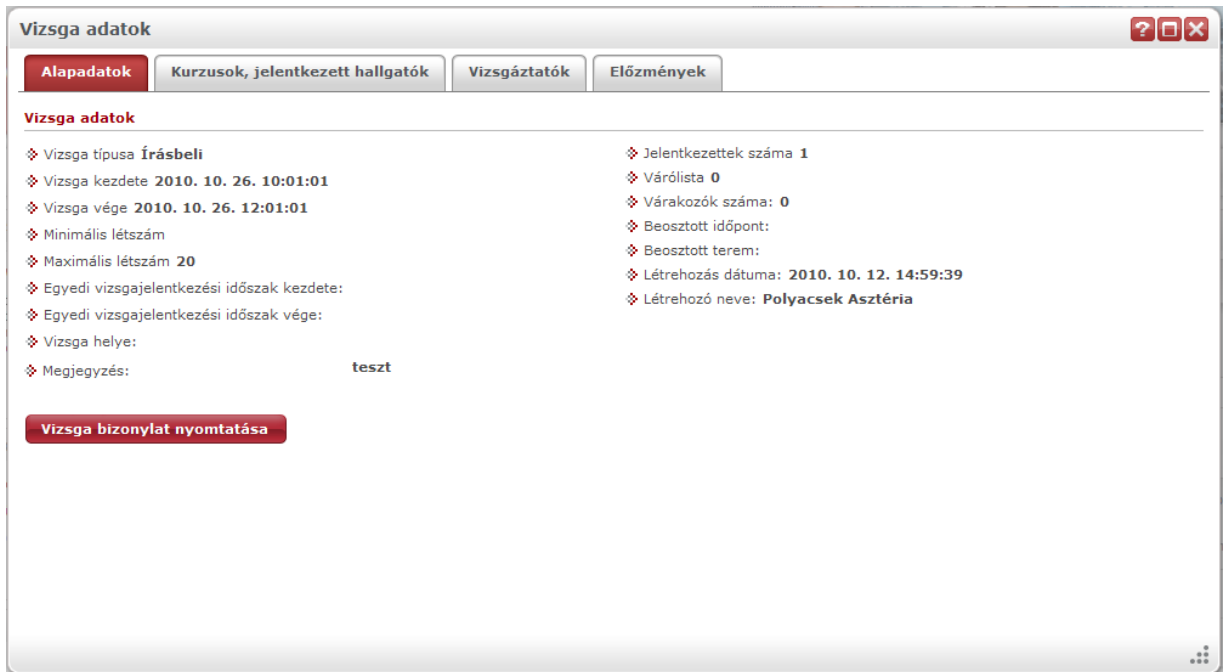 Vizsga adatok
Alapadatok
Kurzusok, jelentkezett hallgatók
Vizsgáztatók
Előzmények
Vizsga adatok
Vizsga típusa Írásbeli
Vizsga kezdete 2010. 10. 26. 10:01:01
Vizsga vége 2010. 10. 26. 12:01:01
Minimális létszám
Maximális létszám 20
Egyedi vizsgajelentkezési időszak kezdete:
Egyedi vizsgajelentkezési időszak vége:
Vizsga helye:
Megjegyzés: teszt
Jelentkezettek száma 1
Várólista 0
Várakozók száma: 0
Beosztott időpont:
Beosztott terem:
Létrehozás dátuma: 2010. 10. 12. 14:59:39
Létrehozó neve: Polyacsek Asztéria
Vizsga bizonylat nyomtatása